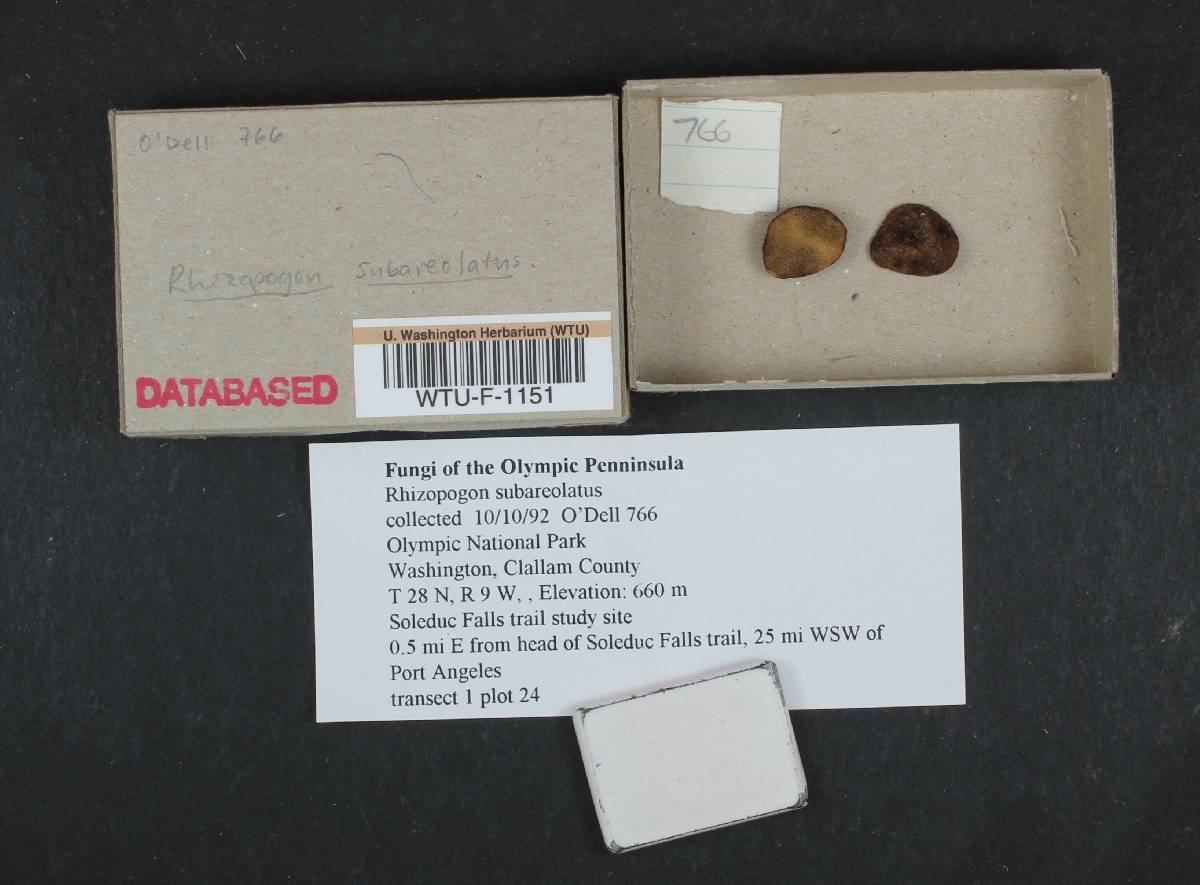 O'Dell 766
Rhizopogon subareolatus.
DATABASED
U. Washington Herbarium (WTU)
WTU-F-1151
766
Fungi of the Olympic Penninsula
Rhizopogon subareolatus
collected 10/10/92 O'Dell 766
Olympic National Park
Washington, Clallam County
T 28 N, R 9 W, , Elevation: 660 m
Soleduc Falls trail study site
0.5 mi E from head of Soleduc Falls trail, 25 mi WSW of
Port Angeles
transect 1 plot 24